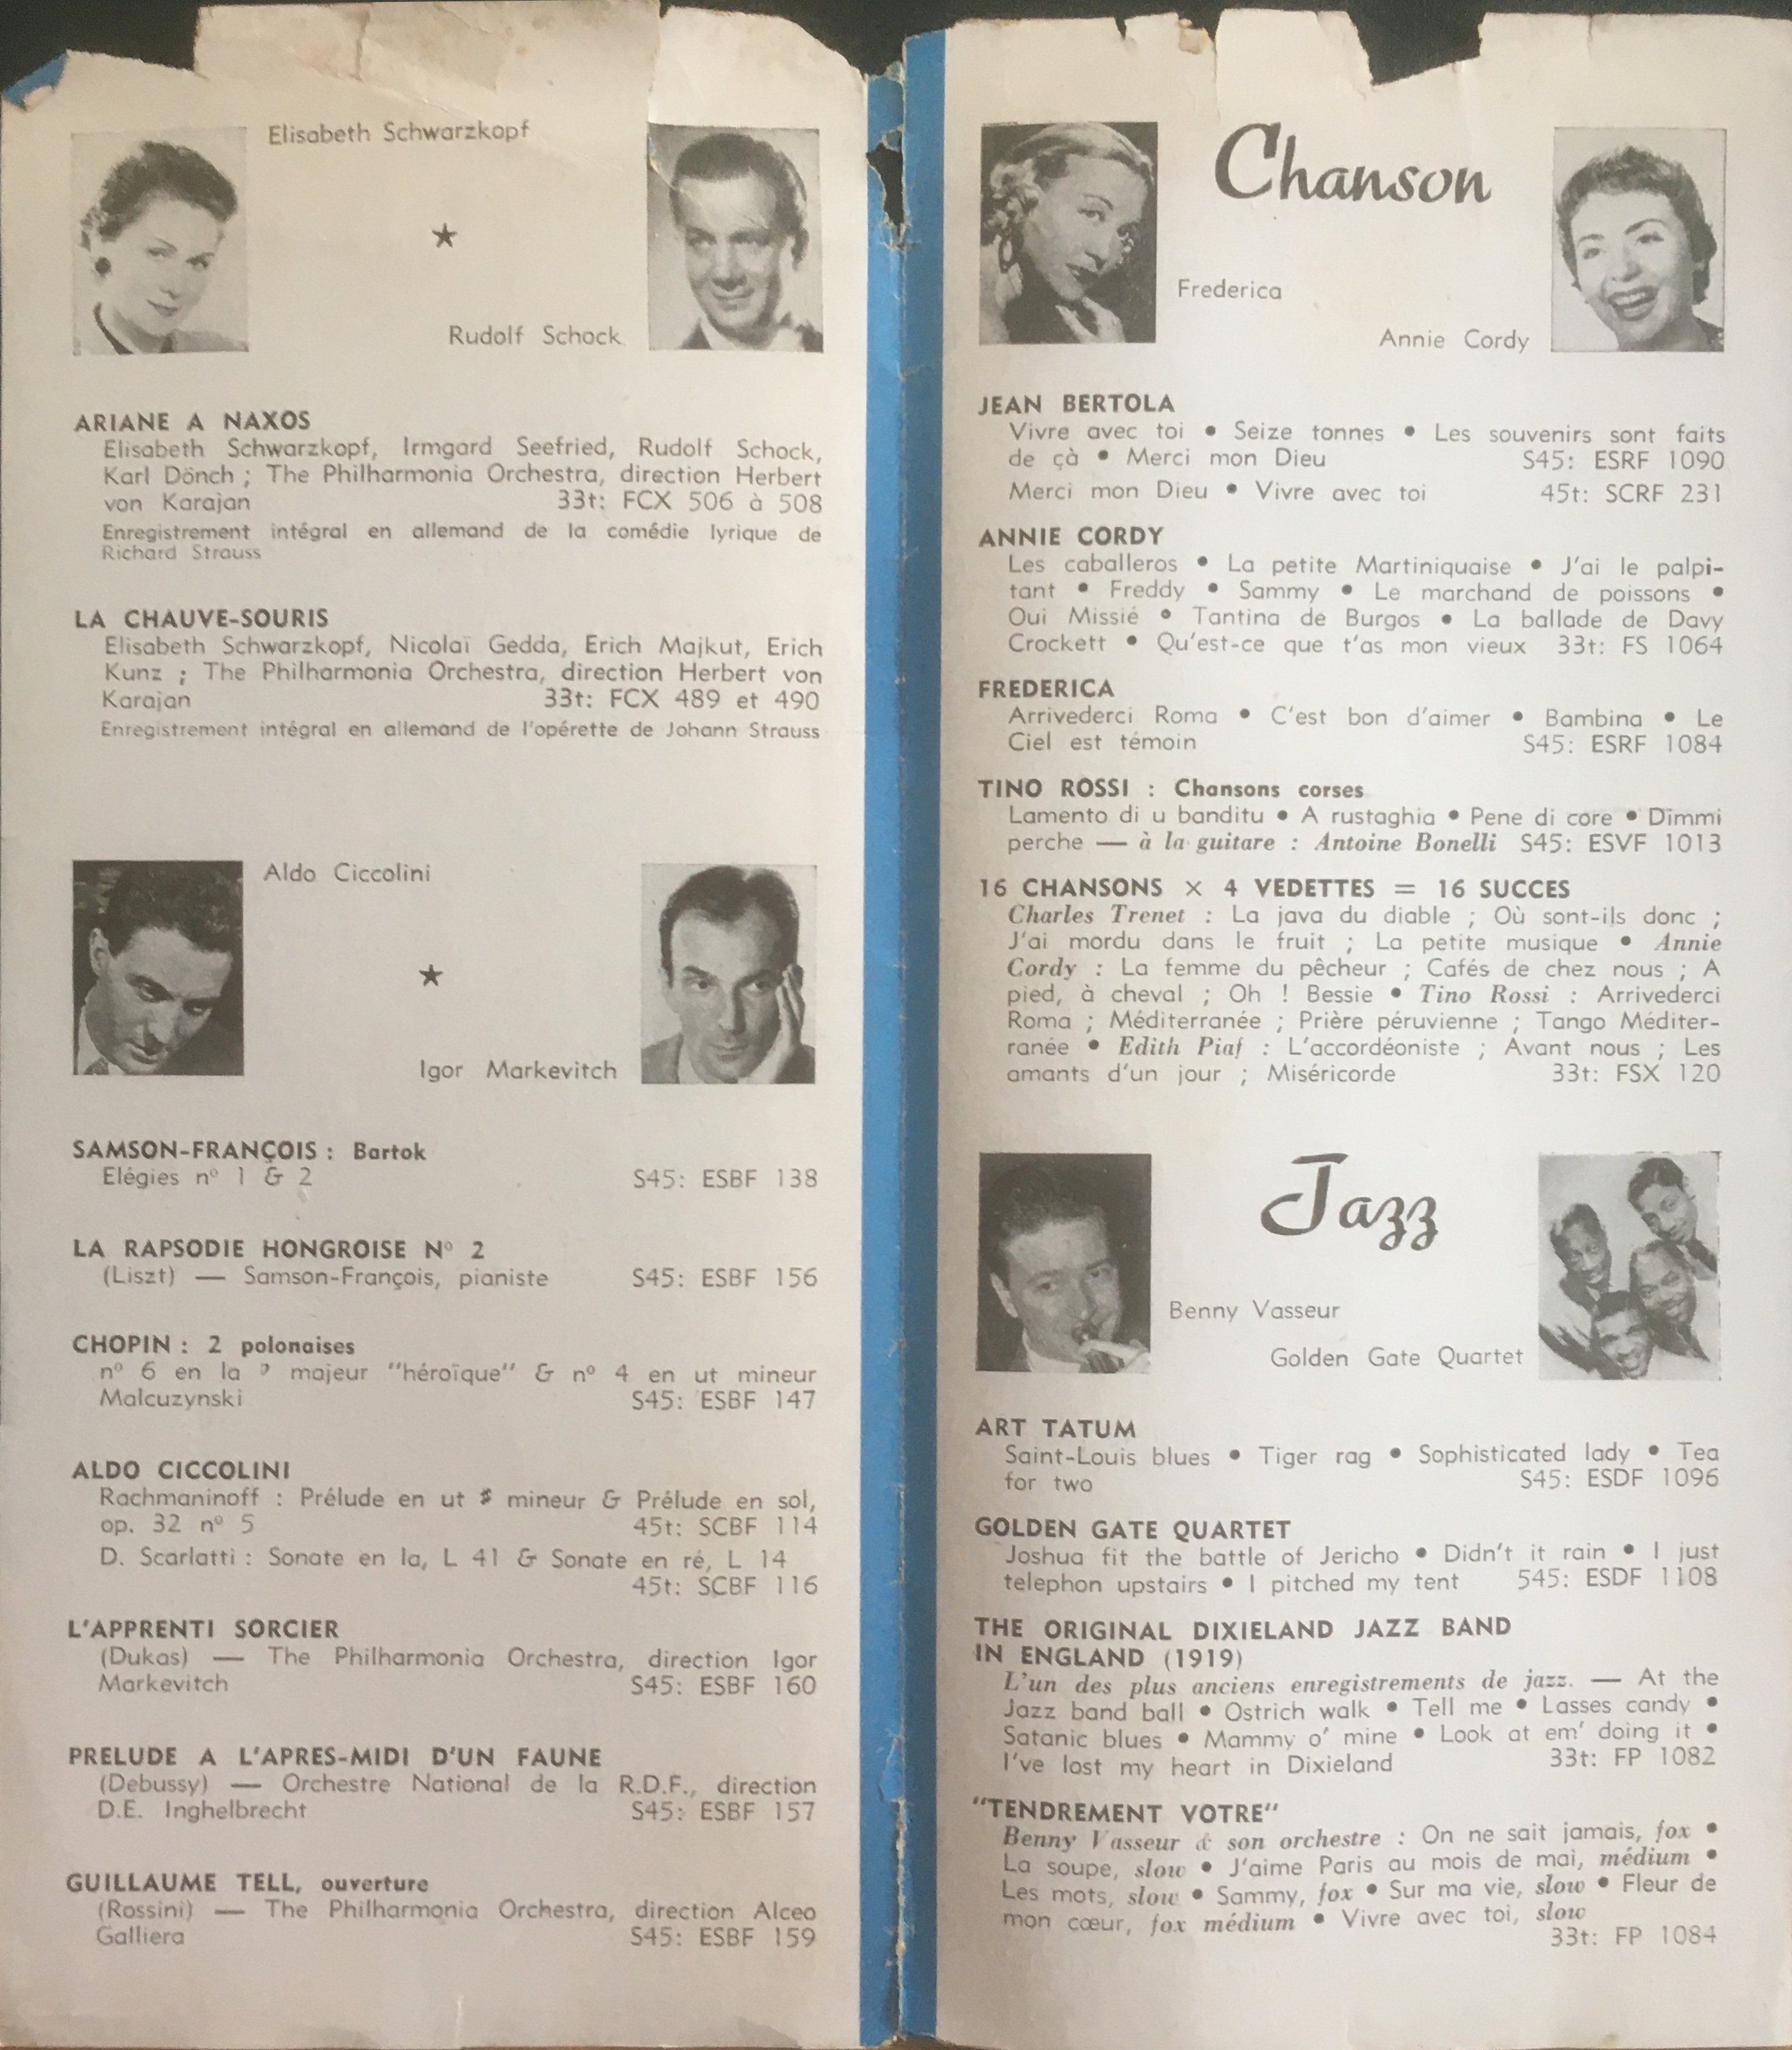 Elisabeth Schwarzkopf
★
Rudolf Schock
ARIANE A NAXOS
Elisabeth Schwarzkopf, Irmgard Seefried, Rudolf Schock,
Karl Dönch ; The Philharmonia Orchestra, direction Herbert
von Karajan 33t: FCX 506 à 508
Enregistrement intégral en allemand de la comédie lyrique de
Richard Strauss
LA CHAUVE-SOURIS
Elisabeth Schwarzkopf, Nicolaï Gedda, Erich Majkut, Erich
Kunz ; The Philharmonia Orchestra, direction Herbert von
Karajan 33t: FCX 489 et 490
Enregistrement intégral en allemand de l'opérette de Johann Strauss
Aldo Ciccolini
★
Igor Markevitch
SAMSON-FRANÇOIS : Bartok
Elégies nº 1 & 2 S45: ESBF 138
LA RAPSODIE HONGROISE Nº 2
(Liszt) — Samson-François, pianiste S45: ESBF 156
CHOPIN : 2 polonaises
nº 6 en la ♭ majeur "héroïque" & nº 4 en ut mineur
Malcuzynski S45: ESBF 147
ALDO CICCOLINI
Rachmaninoff : Prélude en ut ♯ mineur & Prélude en sol,
op. 32 nº 5 45t: SCBF 114
D. Scarlatti : Sonate en la, L 41 & Sonate en ré, L 14
45t: SCBF 116
L'APPRENTI SORCIER
(Dukas) — The Philharmonia Orchestra, direction Igor
Markevitch S45: ESBF 160
PRELUDE A L'APRES-MIDI D'UN FAUNE
(Debussy) — Orchestre National de la R.D.F., direction
D.E. Inghelbrecht S45: ESBF 157
GUILLAUME TELL, ouverture
(Rossini) — The Philharmonia Orchestra, direction Alceo
Galliera S45: ESBF 159
Chanson
Frederica
Annie Cordy
JEAN BERTOLA
Vivre avec toi • Seize tonnes • Les souvenirs sont faits
de çà • Merci mon Dieu S45: ESRF 1090
Merci mon Dieu • Vivre avec toi 45t: SCRF 231
ANNIE CORDY
Les caballeros • La petite Martiniquaise • J'ai le palpi-
tant • Freddy • Sammy • Le marchand de poissons •
Oui Missié • Tantina de Burgos • La ballade de Davy
Crockett • Qu'est-ce que t'as mon vieux 33t: FS 1064
FREDERICA
Arrivederci Roma • C'est bon d'aimer • Bambina • Le
Ciel est témoin S45: ESRF 1084
TINO ROSSI : Chansons corses
Lamento di u banditu • A rustaghia • Pene di core • Dimmi
perche — à la guitare : Antoine Bonelli S45: ESVF 1013
16 CHANSONS × 4 VEDETTES = 16 SUCCES
Charles Trenet : La java du diable ; Où sont-ils donc ;
J'ai mordu dans le fruit ; La petite musique • Annie
Cordy : La femme du pêcheur ; Cafés de chez nous ; A
pied, à cheval ; Oh ! Bessie • Tino Rossi : Arrivederci
Roma ; Méditerranée ; Prière péruvienne ; Tango Méditer-
ranée • Edith Piaf : L'accordéoniste ; Avant nous ; Les
amants d'un jour ; Miséricorde 33t: FSX 120
Jazz
Benny Vasseur
Golden Gate Quartet
ART TATUM
Saint-Louis blues • Tiger rag • Sophisticated lady • Tea
for two S45: ESDF 1096
GOLDEN GATE QUARTET
Joshua fit the battle of Jericho • Didn't it rain • I just
telephon upstairs • I pitched my tent 545: ESDF 1108
THE ORIGINAL DIXIELAND JAZZ BAND
IN ENGLAND (1919)
L'un des plus anciens enregistrements de jazz. — At the
Jazz band ball • Ostrich walk • Tell me • Lasses candy •
Satanic blues • Mammy o' mine • Look at em' doing it •
I've lost my heart in Dixieland 33t: FP 1082
"TENDREMENT VOTRE"
Benny Vasseur & son orchestre : On ne sait jamais, fox •
La soupe, slow • J'aime Paris au mois de mai, médium •
Les mots, slow • Sammy, fox • Sur ma vie, slow • Fleur de
mon cœur, fox médium • Vivre avec toi, slow
33t: FP 1084